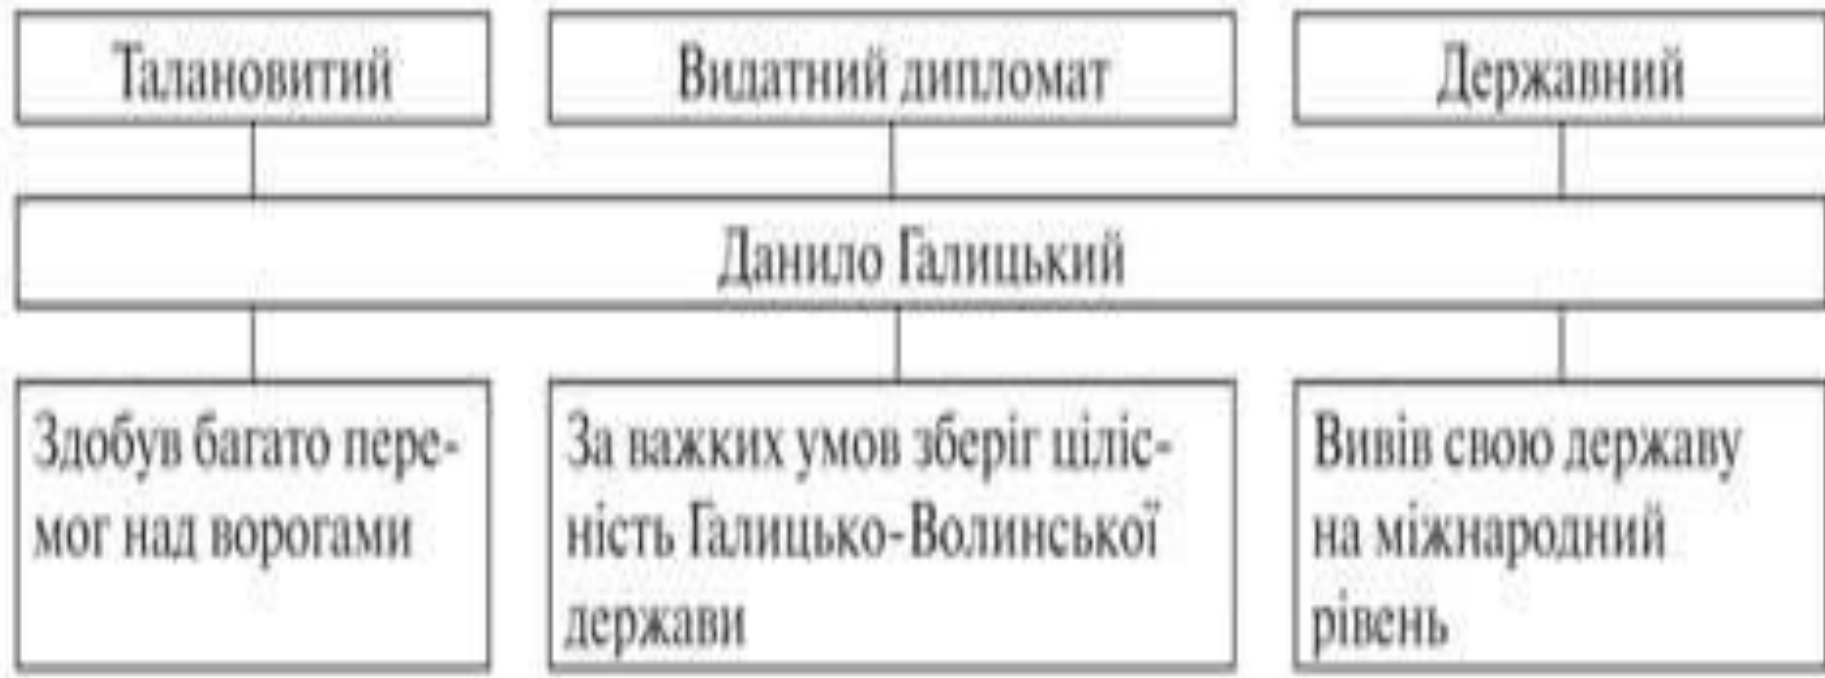 Талановитий
Видатний дипломат
Державний
Данило Галицький
Здобув багато пере-
мог над ворогами
За важких умов зберіг ціліс-
ність Галицько-Волинської
держави
Вивів свою державу
на міжнародний
рівень